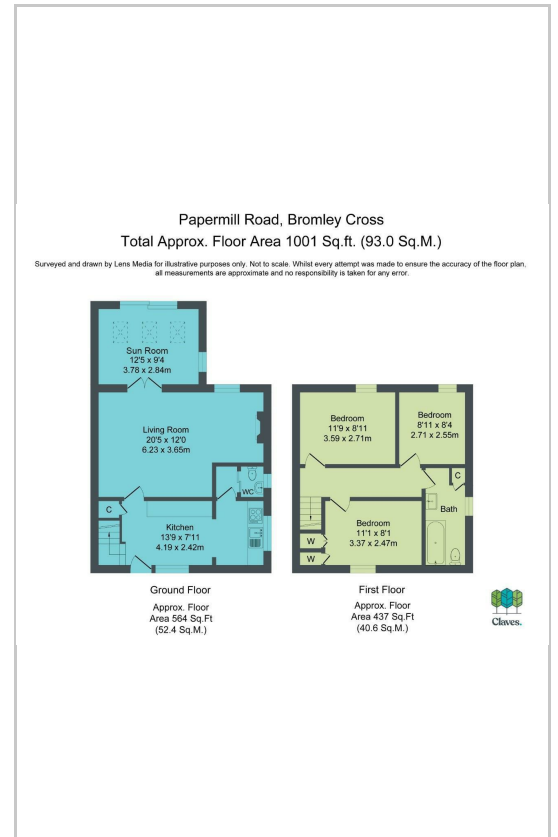 Papermill Road, Bromley Cross
Total Approx. Floor Area 1001 Sq.ft. (93.0 Sq.M.)
Surveyed and drawn by Lens Media for illustrative purposes only. Not to scale. Whilst every attempt was made to ensure the accuracy of the floor plan,
all measurements are approximate and no responsibility is taken for any error.
Sun Room
12'5 x 9'4
3.78 x 2.84m
Living Room
20'5 x 12'0
6.23 x 3.65m
WC
C
Kitchen
13'9 x 7'11
4.19 x 2.42m
Ground Floor
Approx. Floor
Area 564 Sq.Ft
(52.4 Sq.M.)
Bedroom
11'9 x 8'11
3.59 x 2.71m
Bedroom
8'11 x 8'4
2.71 x 2.55m
C
Bath
Bedroom
11'1 x 8'1
3.37 x 2.47m
W
W
First Floor
Approx. Floor
Area 437 Sq.Ft
(40.6 Sq.M.)
Claves.